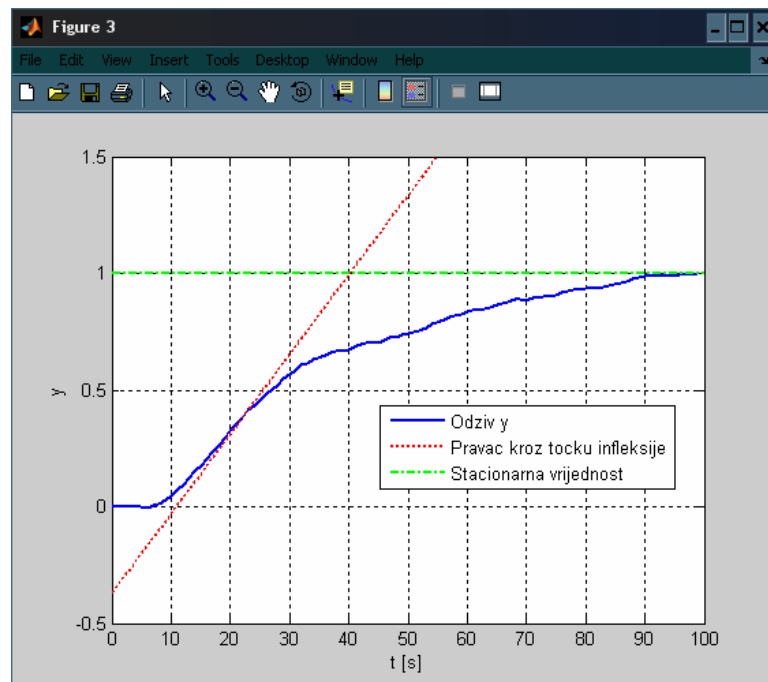 Figure 3
File Edit View Insert Tools Desktop Window Help
1.5
1
0.5
0
-0.5
y
Odziv y
Pravac kroz tocku infleksije
Stacionarna vrijednost
0 10 20 30 40 50 60 70 80 90 100
t [s]